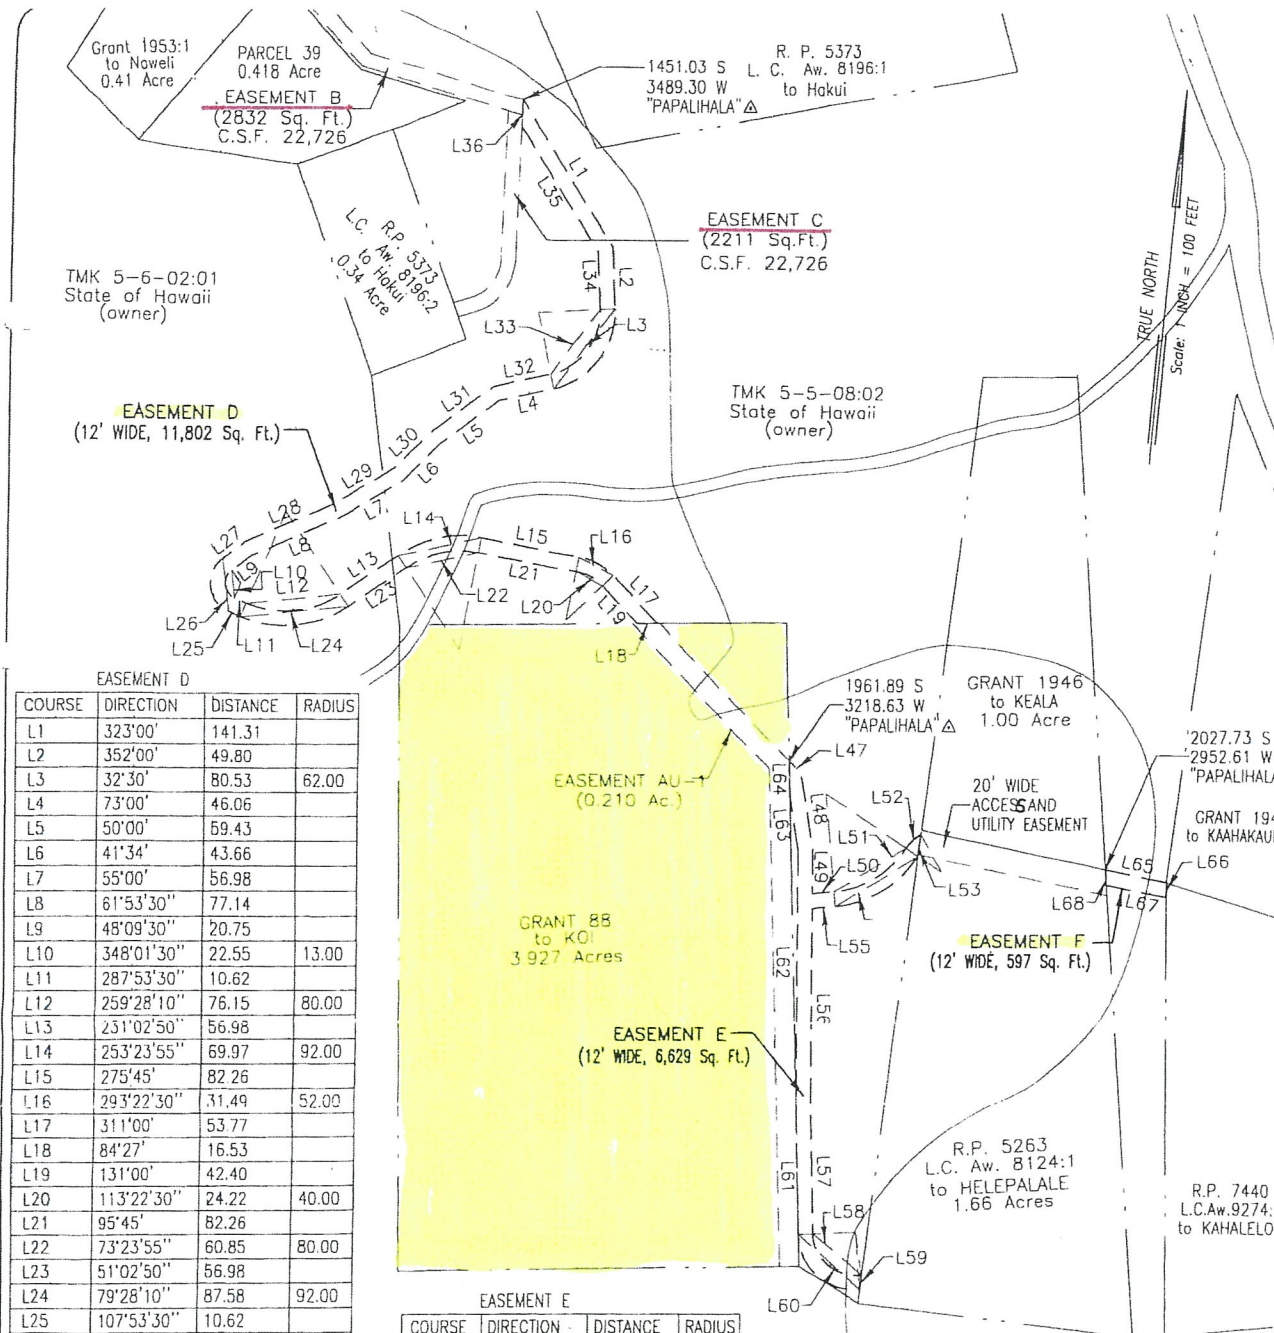 Grant 1953:1
to Naweli
0.41 Acre
PARCEL 39
0.418 Acre
EASEMENT B
(2832 Sq. Ft.)
C.S.F. 22,726
1451.03 S
3489.30 W
"PAPALIHALA"
R. P. 5373
L. C. Aw. 8196:1
to Hakui
L36
L1
L35
EASEMENT C
(2211 Sq.Ft.)
C.S.F. 22,726
R.P. 5373
L.C. Aw. 8196:2
to Hakui
0.34 Acre
TMK 5-6-02:01
State of Hawaii
(owner)
L34
L2
TRUE NORTH
Scale: 1 INCH = 100 FEET
L33
L3
L32
L4
L31
L5
TMK 5-5-08:02
State of Hawaii
(owner)
EASEMENT D
(12' WIDE, 11,802 Sq. Ft.)
L30
L6
L29
L7
L28
L8
L27
L14
L15
L16
L9
L10
L12
L13
L23
L21
L22
L20
L17
L19
L26
L25
L11
L24
L18
1961.89 S
3218.63 W
"PAPALIHALA"
GRANT 1946
to KEALA
1.00 Acre
L47
2027.73 S
2952.61 W
EASEMENT AU-1
(0.210 Ac.)
L64
L63
L48
L52
20' WIDE
ACCESS AND
UTILITY EASEMENT
L51
L49
L50
L53
L65
L66
L68
L67
L55
GRANT 88
to KOI
3.927 Acres
L62
EASEMENT F
(12' WIDE, 597 Sq. Ft.)
L56
EASEMENT E
(12' WIDE, 6,629 Sq. Ft.)
R.P. 5263
L.C. Aw. 8124:1
to HELEPALALE
1.66 Acres
L61
L57
L58
L59
L60
R.P. 7440
L.C.Aw.9274:
to KAHALELO
EASEMENT D
COURSE DIRECTION DISTANCE RADIUS
L1 323°00' 141.31
L2 352°00' 49.80
L3 32°30' 80.53 62.00
L4 73°00' 46.06
L5 50°00' 59.43
L6 41°34' 43.66
L7 55°00' 56.98
L8 61°53'30" 77.14
L9 48°09'30" 20.75
L10 348°01'30" 22.55 13.00
L11 287°53'30" 10.62
L12 259°28'10" 76.15 80.00
L13 231°02'50" 56.98
L14 253°23'55" 69.97 92.00
L15 275°45' 82.26
L16 293°22'30" 31.49 52.00
L17 311°00' 53.77
L18 84°27' 16.53
L19 131°00' 42.40
L20 113°22'30" 24.22 40.00
L21 95°45' 82.26
L22 73°23'55" 60.85 80.00
L23 51°02'50" 56.98
L24 79°28'10" 87.58 92.00
L25 107°53'30" 10.62
EASEMENT E
COURSE DIRECTION DISTANCE RADIUS